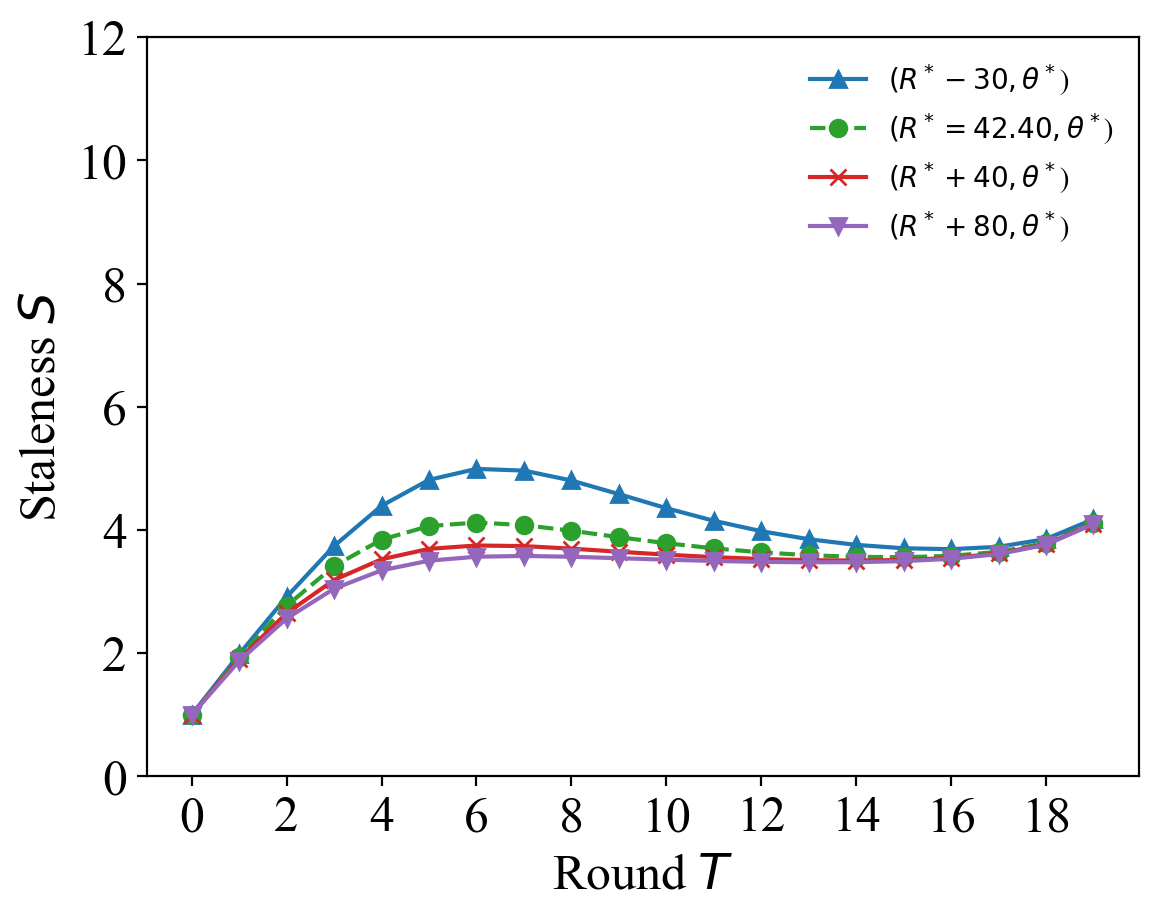 12
10
8
6
4
2
0
Staleness S
(R* − 30, θ*)
(R* = 42.40, θ*)
(R* + 40, θ*)
(R* + 80, θ*)
0 2 4 6 8 10 12 14 16 18
Round T